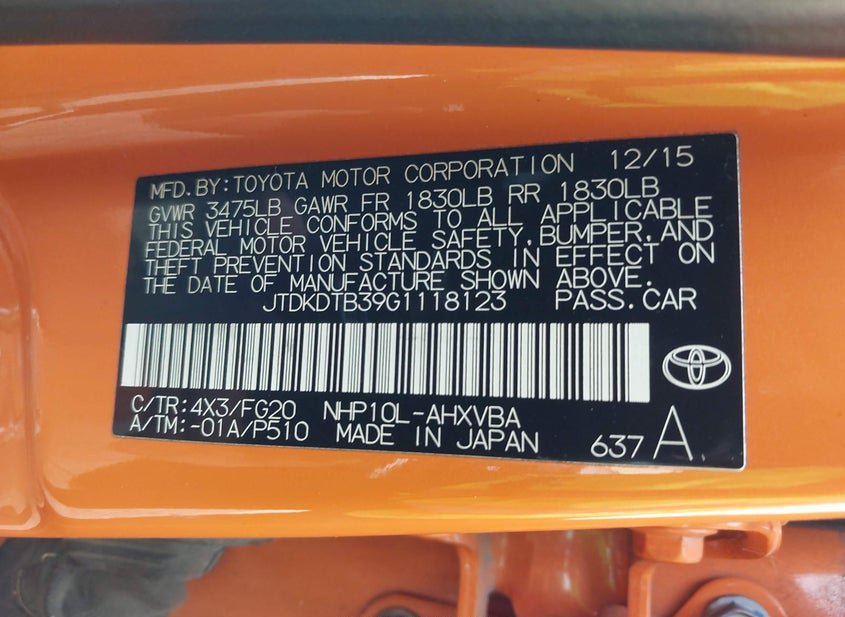 MFD. BY: TOYOTA MOTOR CORPORATION 12/15
GVWR 3475LB GAWR FR 1830LB RR 1830LB
THIS VEHICLE CONFORMS TO ALL APPLICABLE
FEDERAL MOTOR VEHICLE SAFETY, BUMPER, AND
THEFT PREVENTION STANDARDS IN EFFECT ON
THE DATE OF MANUFACTURE SHOWN ABOVE.
JTDKDTB39G1118123 PASS. CAR
C/TR: 4X3/FG20 NHP10L-AHXVBA
A/TM: -01A/P510 MADE IN JAPAN 637 A